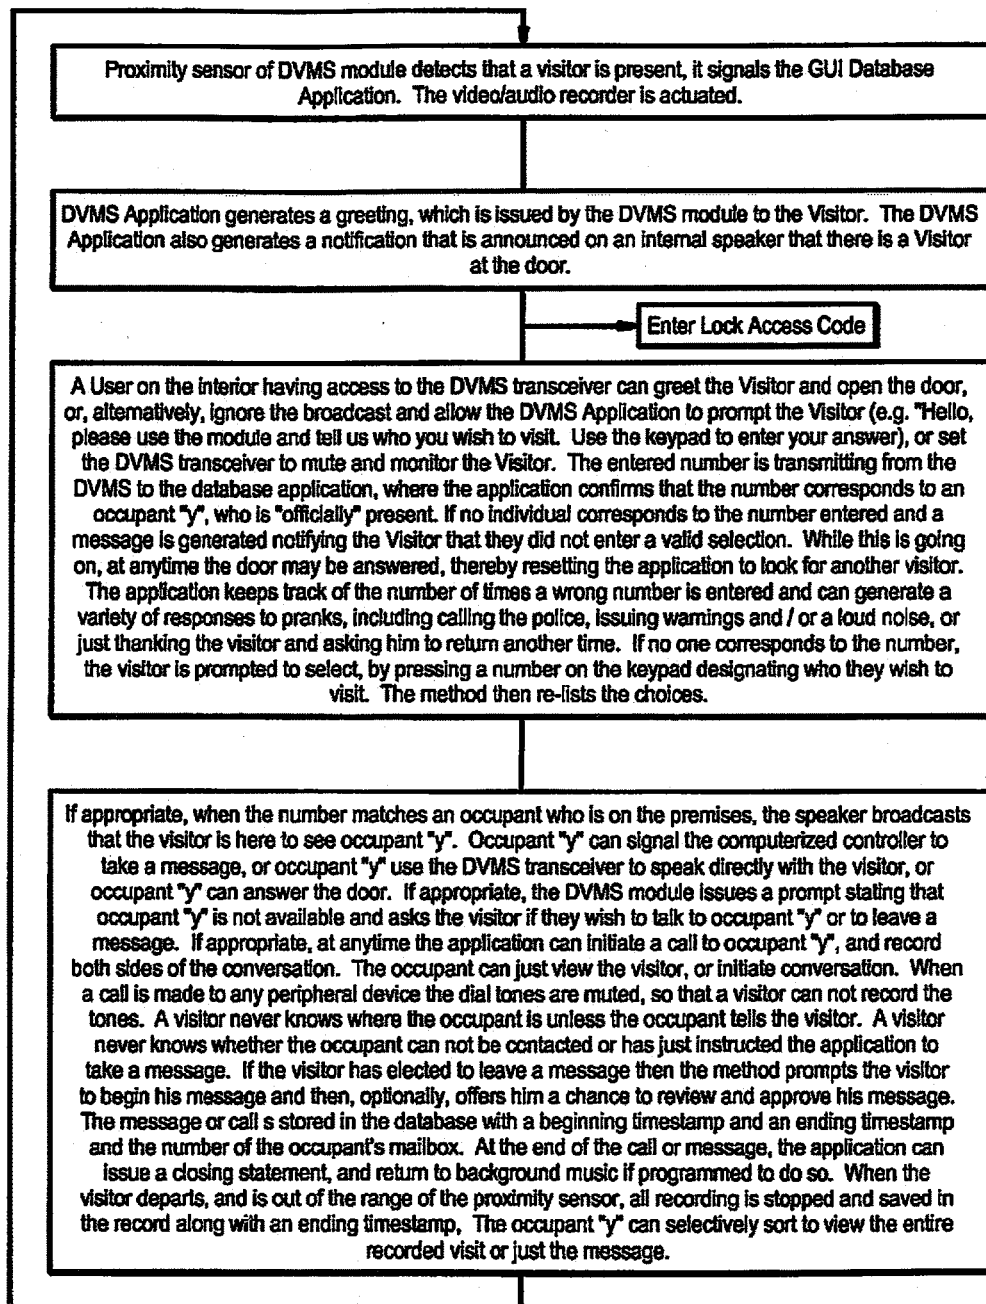 Proximity sensor of DVMS module detects that a visitor is present, it signals the GUI Database
Application. The video/audio recorder is actuated.
DVMS Application generates a greeting, which is issued by the DVMS module to the Visitor. The DVMS
Application also generates a notification that is announced on an internal speaker that there is a Visitor
at the door.
Enter Lock Access Code
A User on the interior having access to the DVMS transceiver can greet the Visitor and open the door,
or, alternatively, ignore the broadcast and allow the DVMS Application to prompt the Visitor (e.g. "Hello,
please use the module and tell us who you wish to visit. Use the keypad to enter your answer), or set
the DVMS transceiver to mute and monitor the Visitor. The entered number is transmitting from the
DVMS to the database application, where the application confirms that the number corresponds to an
occupant "y", who is "officially" present. If no individual corresponds to the number entered and a
message is generated notifying the Visitor that they did not enter a valid selection. While this is going
on, at anytime the door may be answered, thereby resetting the application to look for another visitor.
The application keeps track of the number of times a wrong number is entered and can generate a
variety of responses to pranks, including calling the police, issuing warnings and / or a loud noise, or
just thanking the visitor and asking him to return another time. If no one corresponds to the number,
the visitor is prompted to select, by pressing a number on the keypad designating who they wish to
visit. The method then re-lists the choices.
If appropriate, when the number matches an occupant who is on the premises, the speaker broadcasts
that the visitor is here to see occupant "y". Occupant "y" can signal the computerized controller to
take a message, or occupant "y" use the DVMS transceiver to speak directly with the visitor, or
occupant "y" can answer the door. If appropriate, the DVMS module issues a prompt stating that
occupant "y" is not available and asks the visitor if they wish to talk to occupant "y" or to leave a
message. If appropriate, at anytime the application can initiate a call to occupant "y", and record
both sides of the conversation. The occupant can just view the visitor, or initiate conversation. When
a call is made to any peripheral device the dial tones are muted, so that a visitor can not record the
tones. A visitor never knows where the occupant is unless the occupant tells the visitor. A visitor
never knows whether the occupant can not be contacted or has just instructed the application to
take a message. If the visitor has elected to leave a message then the method prompts the visitor
to begin his message and then, optionally, offers him a chance to review and approve his message.
The message or call s stored in the database with a beginning timestamp and an ending timestamp
and the number of the occupant's mailbox. At the end of the call or message, the application can
issue a closing statement, and return to background music if programmed to do so. When the
visitor departs, and is out of the range of the proximity sensor, all recording is stopped and saved in
the record along with an ending timestamp, The occupant "y" can selectively sort to view the entire
recorded visit or just the message.